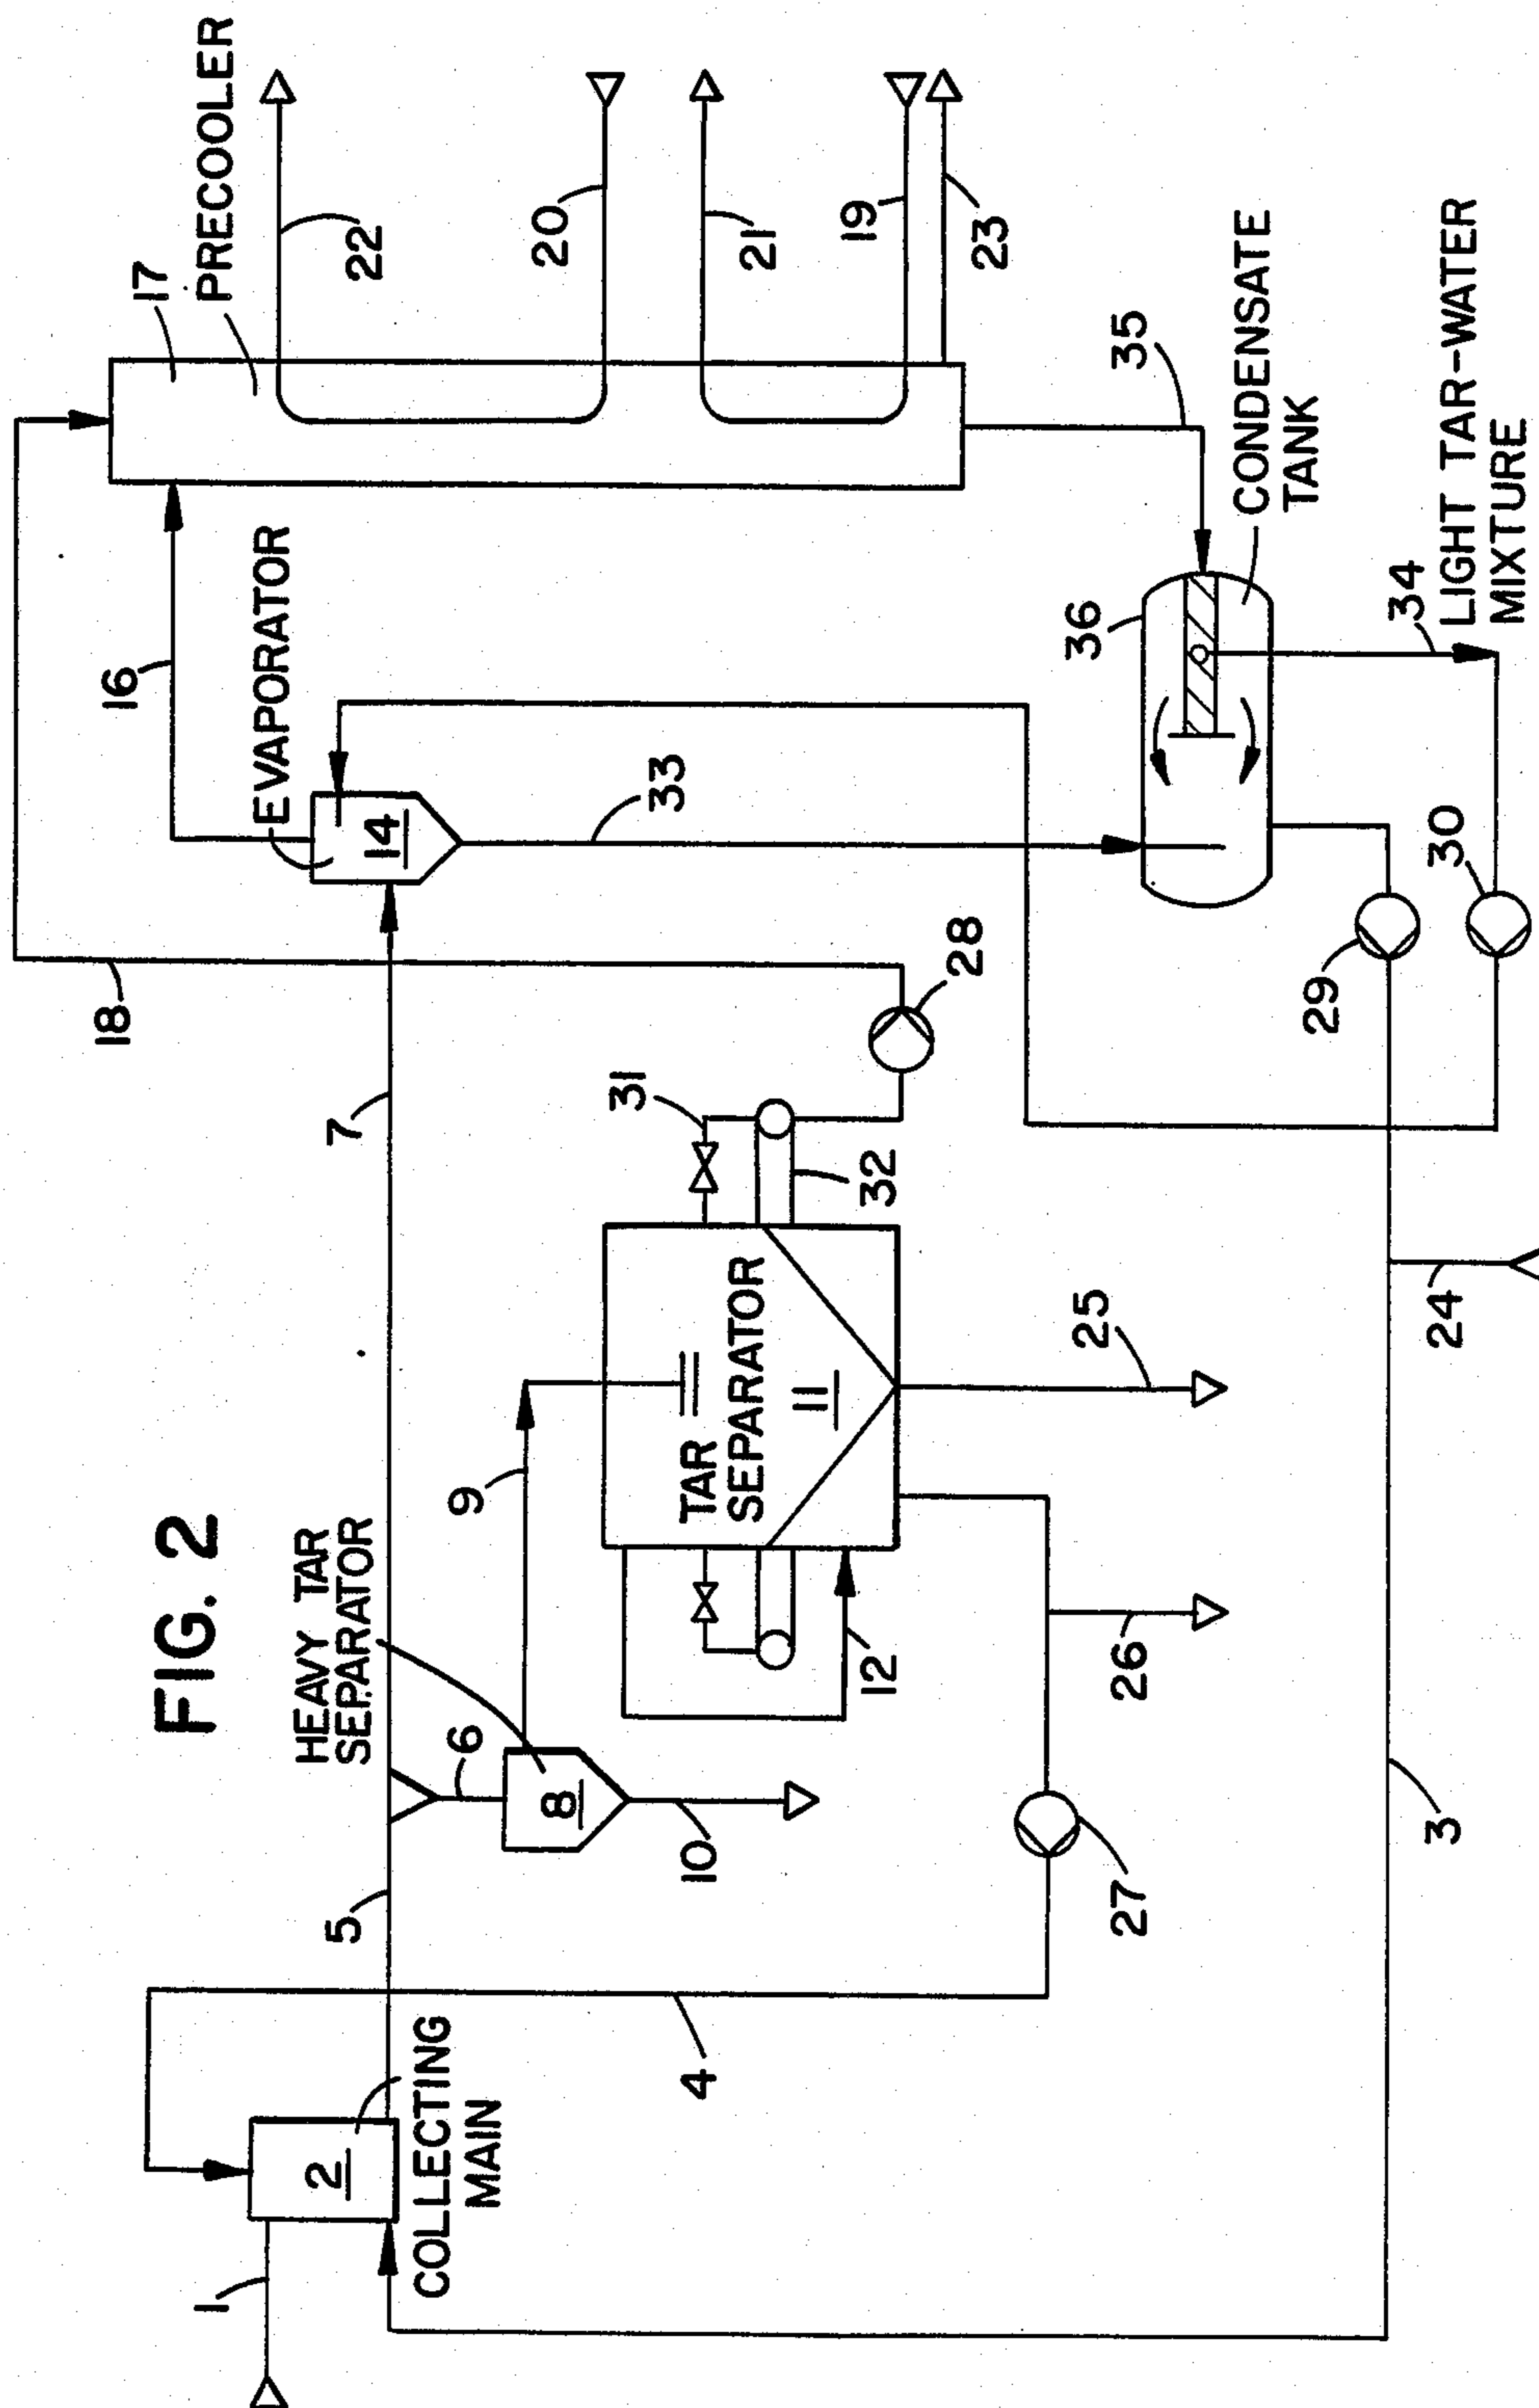 FIG. 2
1
2
COLLECTING
MAIN
3
4
5
6
7
HEAVY TAR
SEPARATOR
8
9
10
TAR
SEPARATOR
11
12
25
26
27
31
32
28
18
EVAPORATOR
14
16
33
17
PRECOOLER
22
20
21
19
23
35
36
CONDENSATE
TANK
34
LIGHT TAR-WATER
MIXTURE
29
30
24